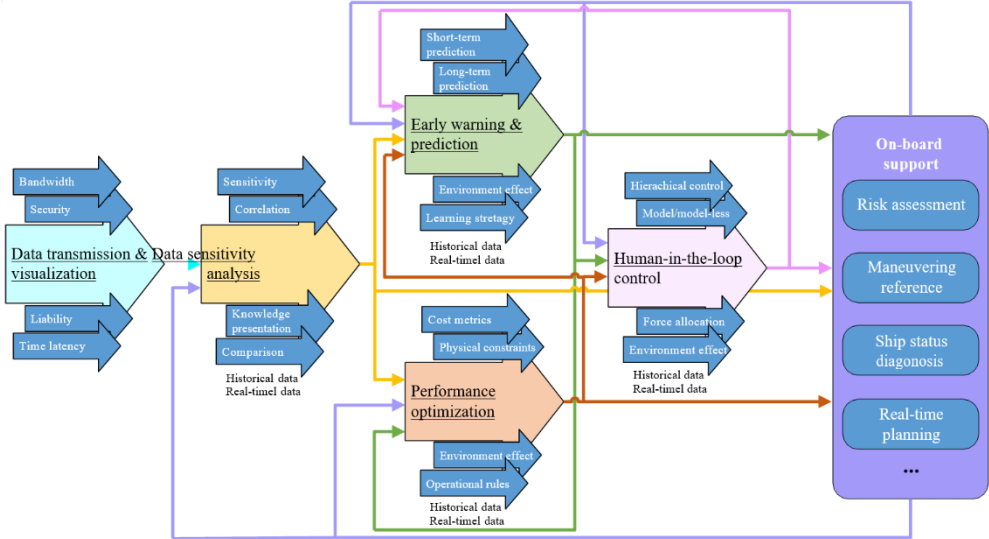 Bandwidth
Security
Data transmission &
visualization
Liability
Time latency
Sensitivity
Correlation
Data sensitivity
analysis
Knowledge
presentation
Comparison
Historical data
Real-timel data
Short-term
prediction
Long-term
prediction
Early warning &
prediction
Environment effect
Learning stretagy
Historical data
Real-timel data
Cost metrics
Physical constraints
Performance
optimization
Environment effect
Operational rules
Historical data
Real-timel data
Hierachical control
Model/model-less
Human-in-the-loop
control
Force allocation
Environment effect
Historical data
Real-timel data
On-board
support
Risk assessment
Maneuvering
reference
Ship status
diagonosis
Real-time
planning
...